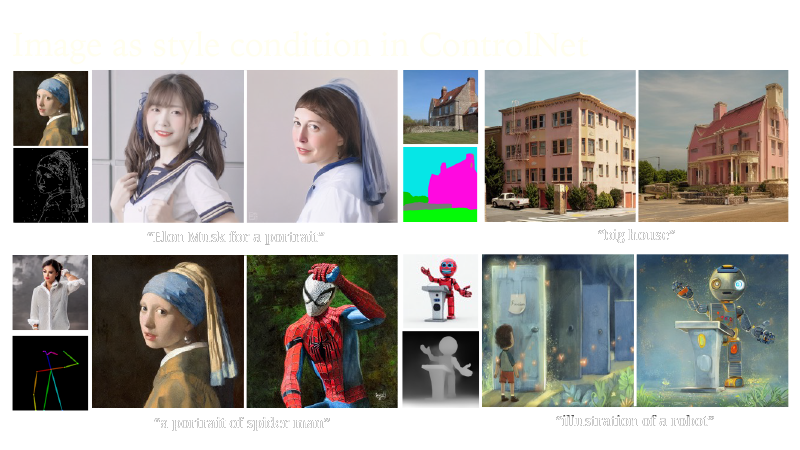 Image as style condition in ControlNet
"Elon Musk for a portrait"
"big house"
"a portrait of spider man"
"illustration of a robot"